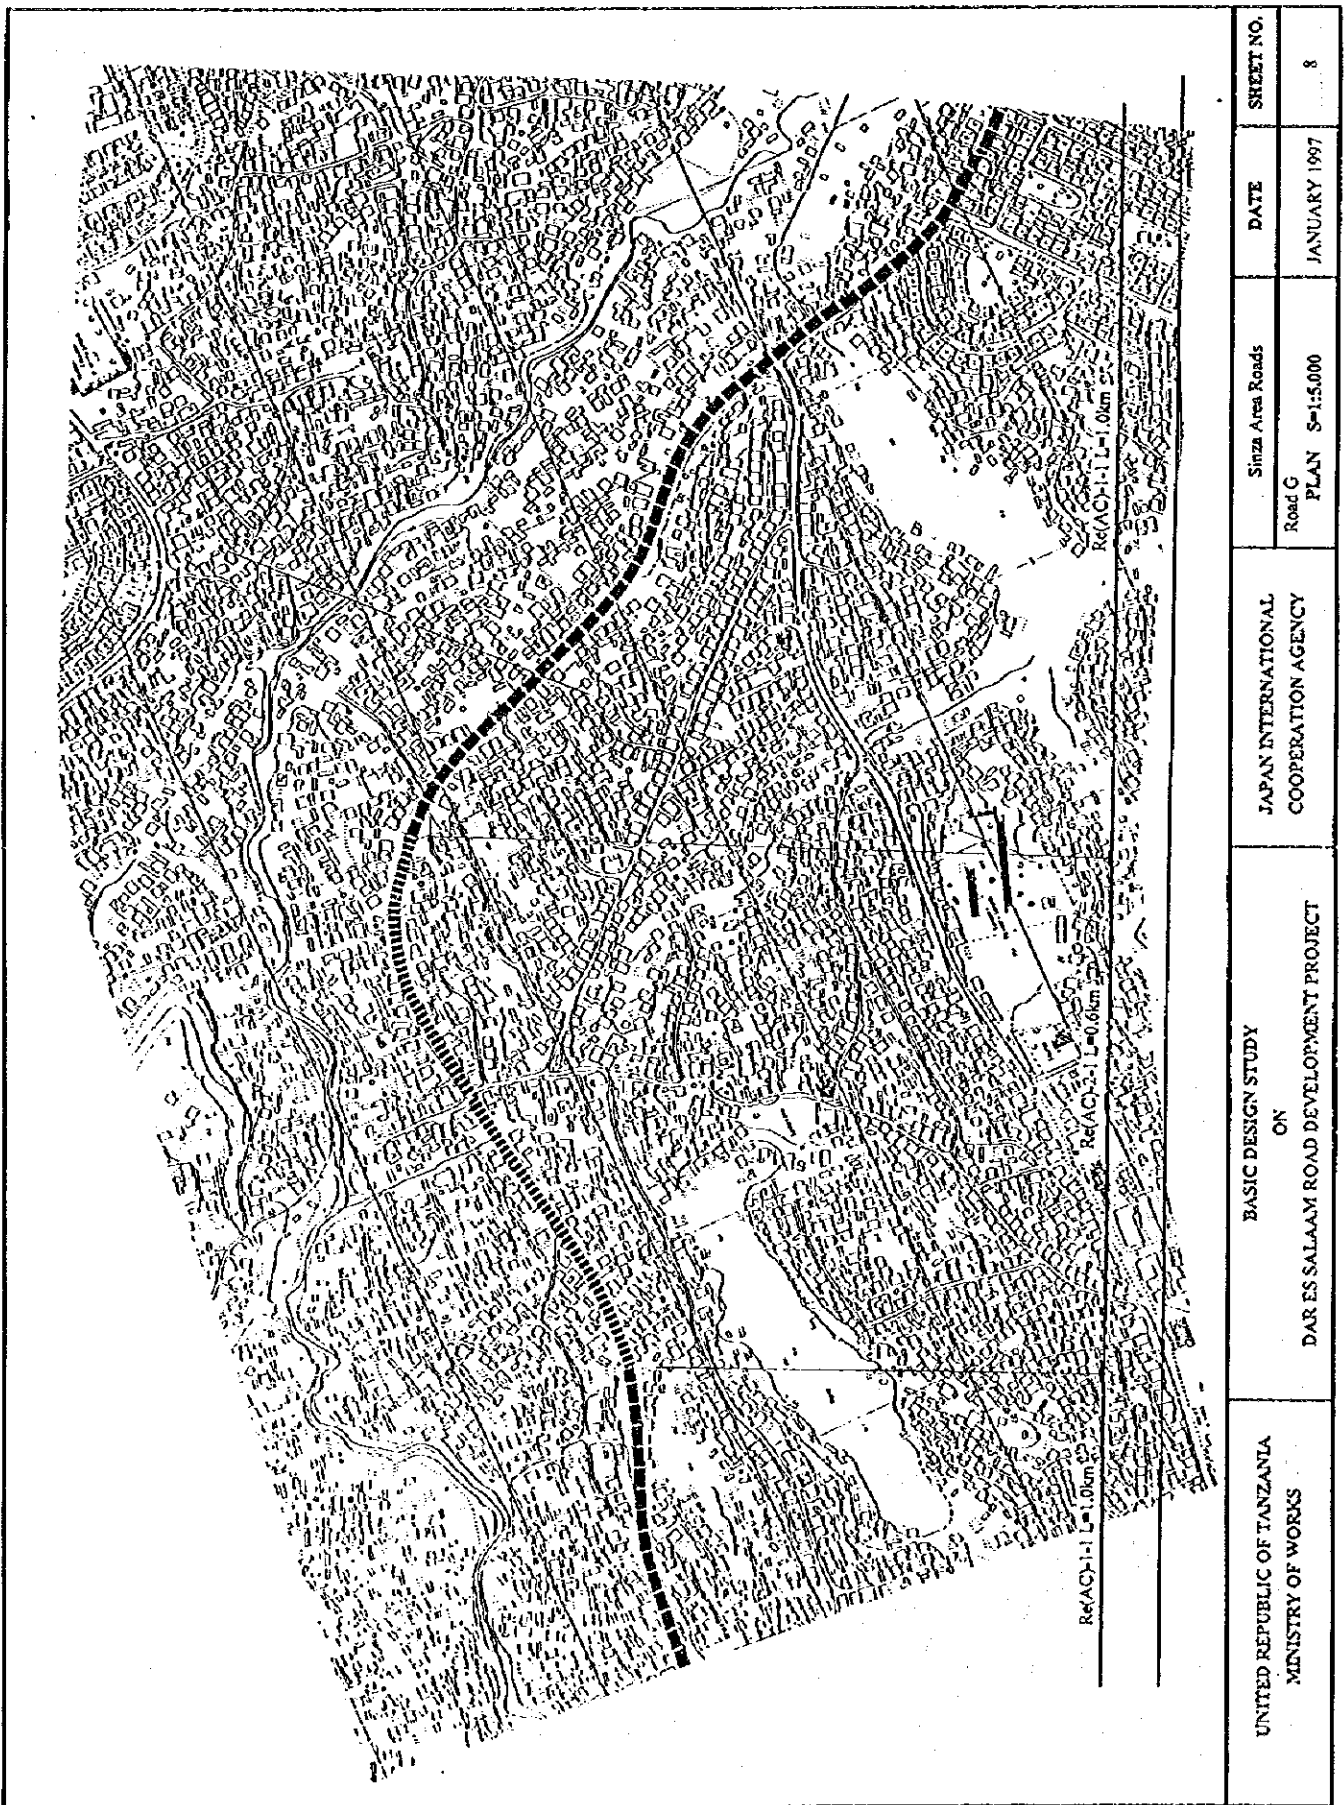 Re(AC)-1-1 L=1.0km
Re(AC)-2-1 L=0.6km
Re(AC)-1-1 L=1.0km
UNITED REPUBLIC OF TANZANIA
MINISTRY OF WORKS
BASIC DESIGN STUDY
ON
DAR ES SALAAM ROAD DEVELOPMENT PROJECT
JAPAN INTERNATIONAL
COOPERATION AGENCY
Sinza Area Roads
Road G
PLAN S=1:5,000
DATE
JANUARY 1997
SHEET NO.
8